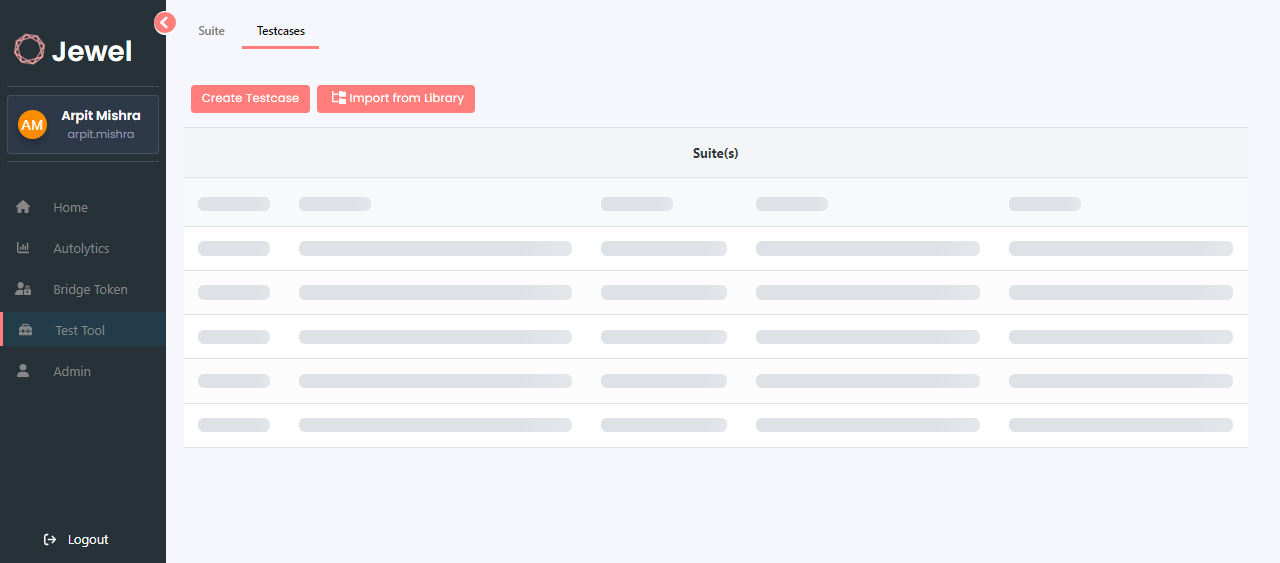 Jewel
AM
Arpit Mishra
arpit.mishra
Home
Autolytics
Bridge Token
Test Tool
Admin
Logout
Suite
Testcases
Create Testcase
Import from Library
Suite(s)